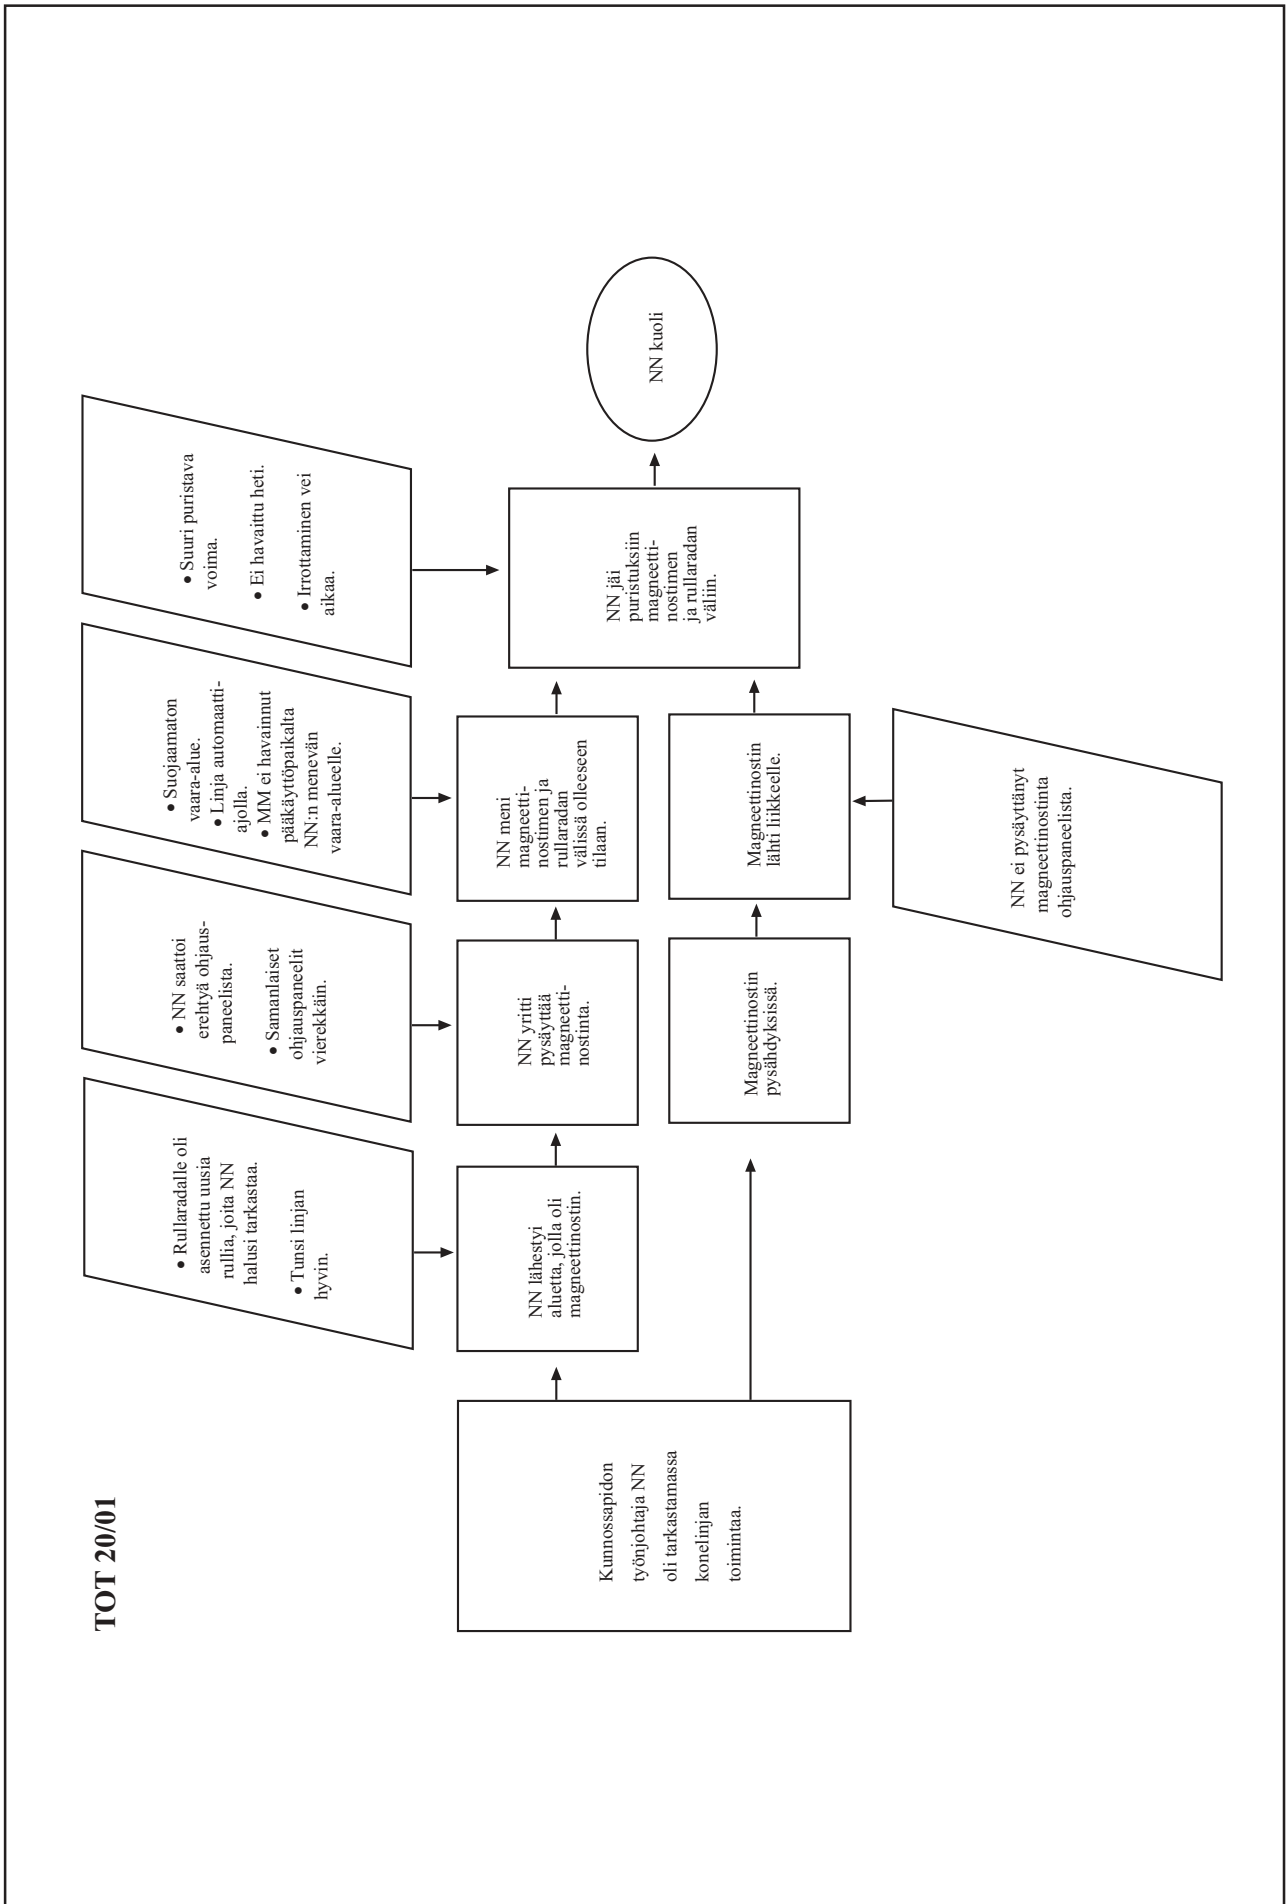 TOT 20/01
Kunnossapidon
työnjohtaja NN
oli tarkastamassa
konelinjan
toimintaa.
• Rullaradalle oli
asennettu uusia
rullia, joita NN
halusi tarkastaa.
• Tunsi linjan
hyvin.
NN lähestyi
aluetta, jolla oli
magneettinostin.
• NN saattoi
erehtyä ohjaus-
paneelista.
• Samanlaiset
ohjauspaneelit
vierekkäin.
NN yritti
pysäyttää
magneetti-
nostinta.
• Suojaamaton
vaara-alue.
• Linja automaatti-
ajolla.
• MM ei havainnut
pääkäyttöpaikalta
NN:n menevän
vaara-alueelle.
NN meni
magneetti-
nostimen ja
rullaradan
välissä olleeseen
tilaan.
• Suuri puristava
voima.
• Ei havaittu heti.
• Irrottaminen vei
aikaa.
NN jäi
puristuksiin
magneetti-
nostimen
ja rullaradan
väliin.
NN kuoli
Magneettinostin
pysähdyksissä.
Magneettinostin
lähti liikkeelle.
NN ei pysäyttänyt
magneettinostinta
ohjauspaneelista.